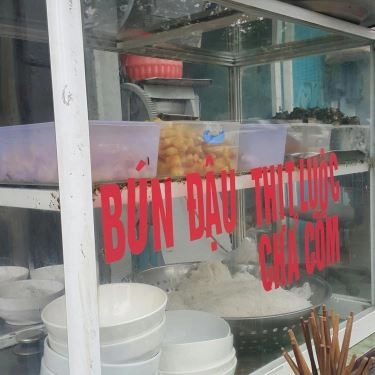 BÚN ĐẬU
THỊT LUỘC
CHẢ CỐM